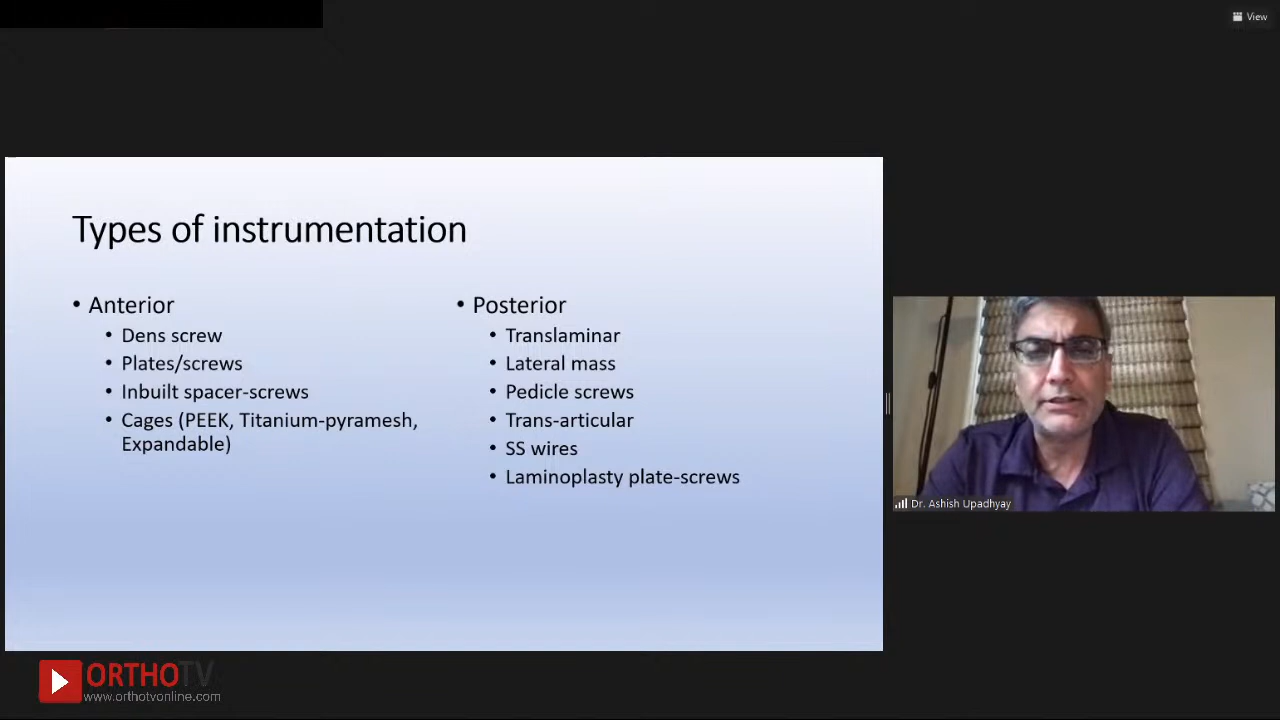 View
Types of instrumentation
• Anterior
• Dens screw
• Plates/screws
• Inbuilt spacer-screws
• Cages (PEEK, Titanium-pyramesh,
Expandable)
• Posterior
• Translaminar
• Lateral mass
• Pedicle screws
• Trans-articular
• SS wires
• Laminoplasty plate-screws
Dr. Ashish Upadhyay
ORTHOTV
www.orthotvonline.com